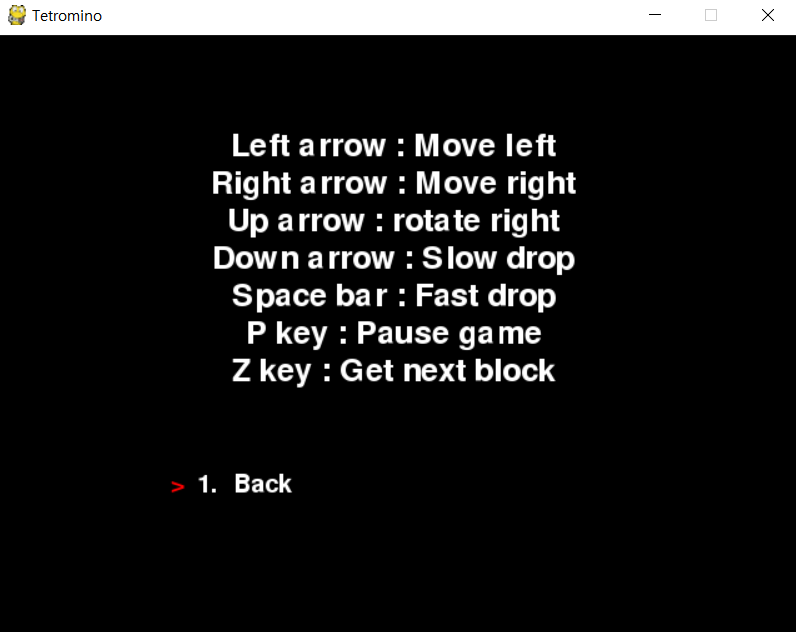 Tetromino
Left arrow : Move left
Right arrow : Move right
Up arrow : rotate right
Down arrow : Slow drop
Space bar : Fast drop
P key : Pause game
Z key : Get next block
> 1. Back